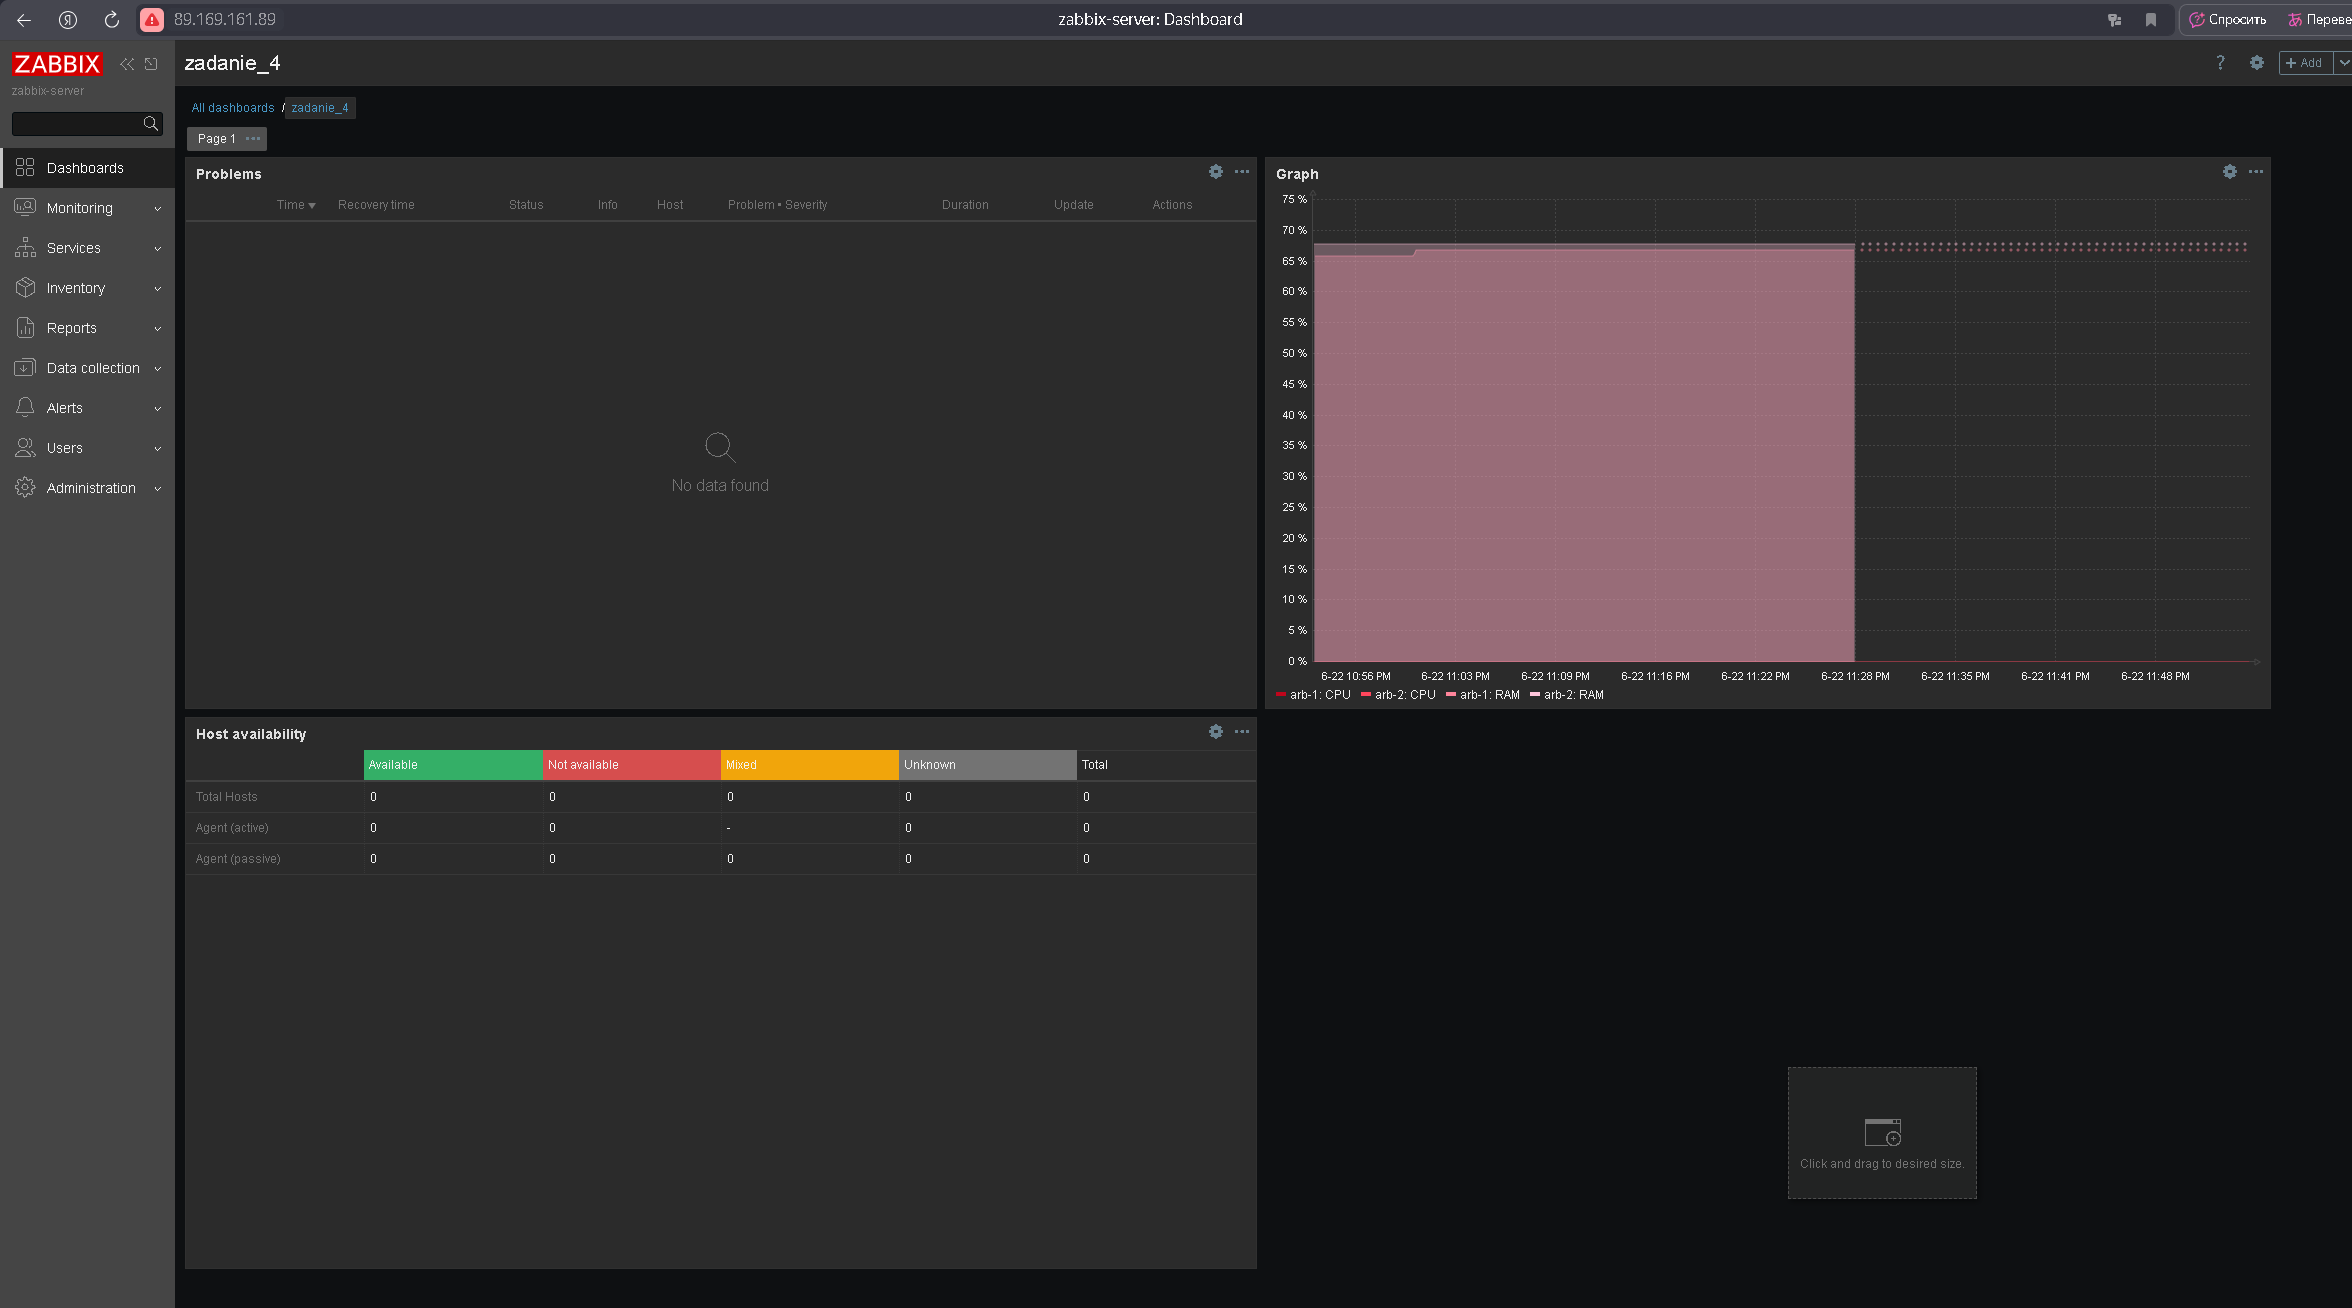 89.169.161.89
zabbix-server: Dashboard
Спросить
ZABBIX
zabbix-server
zadanie_4
? + Add
All dashboards / zadanie_4
Page 1
Dashboards
Monitoring
Services
Inventory
Reports
Data collection
Alerts
Users
Administration
Problems
Time Recovery time Status Info Host Problem • Severity Duration Update Actions
No data found
Graph
75 %
70 %
65 %
60 %
55 %
50 %
45 %
40 %
35 %
30 %
25 %
20 %
15 %
10 %
5 %
0 %
6-22 10:56 PM 6-22 11:03 PM 6-22 11:09 PM 6-22 11:16 PM 6-22 11:22 PM 6-22 11:28 PM 6-22 11:35 PM 6-22 11:41 PM 6-22 11:48 PM
arb-1: CPU arb-2: CPU arb-1: RAM arb-2: RAM
Host availability
Available Not available Mixed Unknown Total
Total Hosts 0 0 0 0 0
Agent (active) 0 0 - 0 0
Agent (passive) 0 0 0 0 0
Click and drag to desired size.